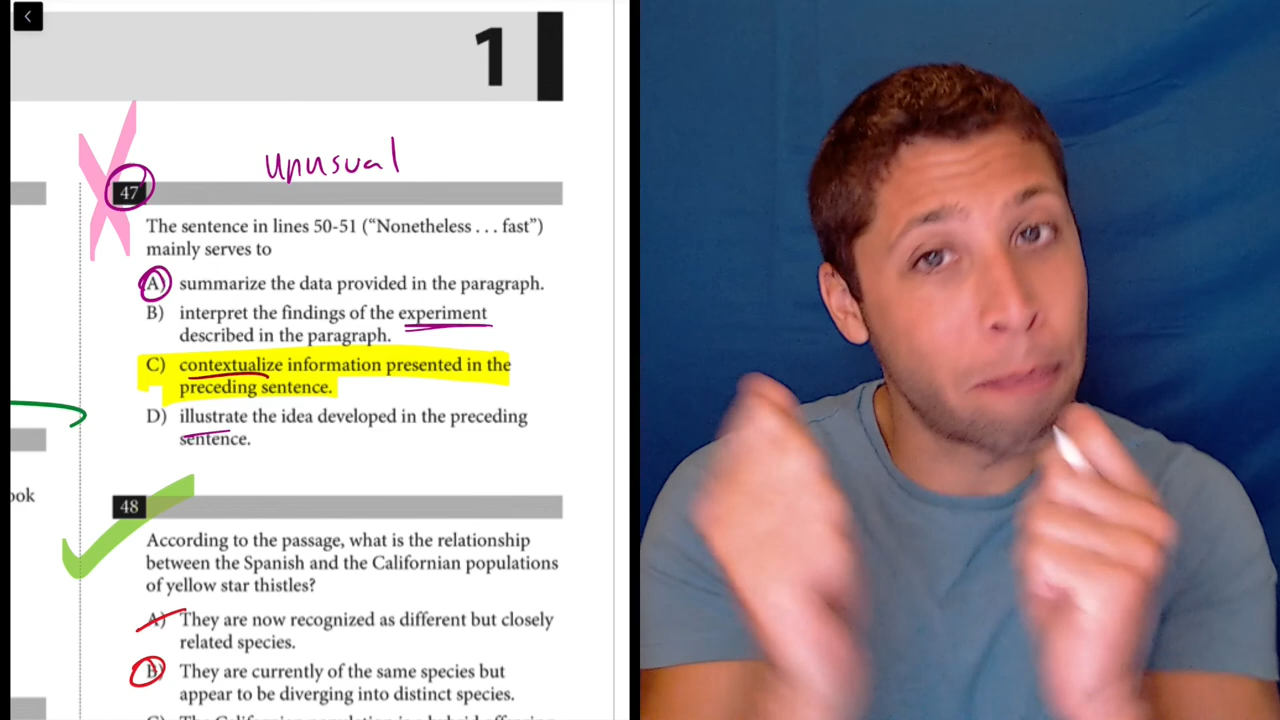 1
unusual
47
The sentence in lines 50-51 (“Nonetheless . . . fast”)
mainly serves to
A) summarize the data provided in the paragraph.
B) interpret the findings of the experiment
described in the paragraph.
C) contextualize information presented in the
preceding sentence.
D) illustrate the idea developed in the preceding
sentence.
48
According to the passage, what is the relationship
between the Spanish and the Californian populations
of yellow star thistles?
A) They are now recognized as different but closely
related species.
B) They are currently of the same species but
appear to be diverging into distinct species.